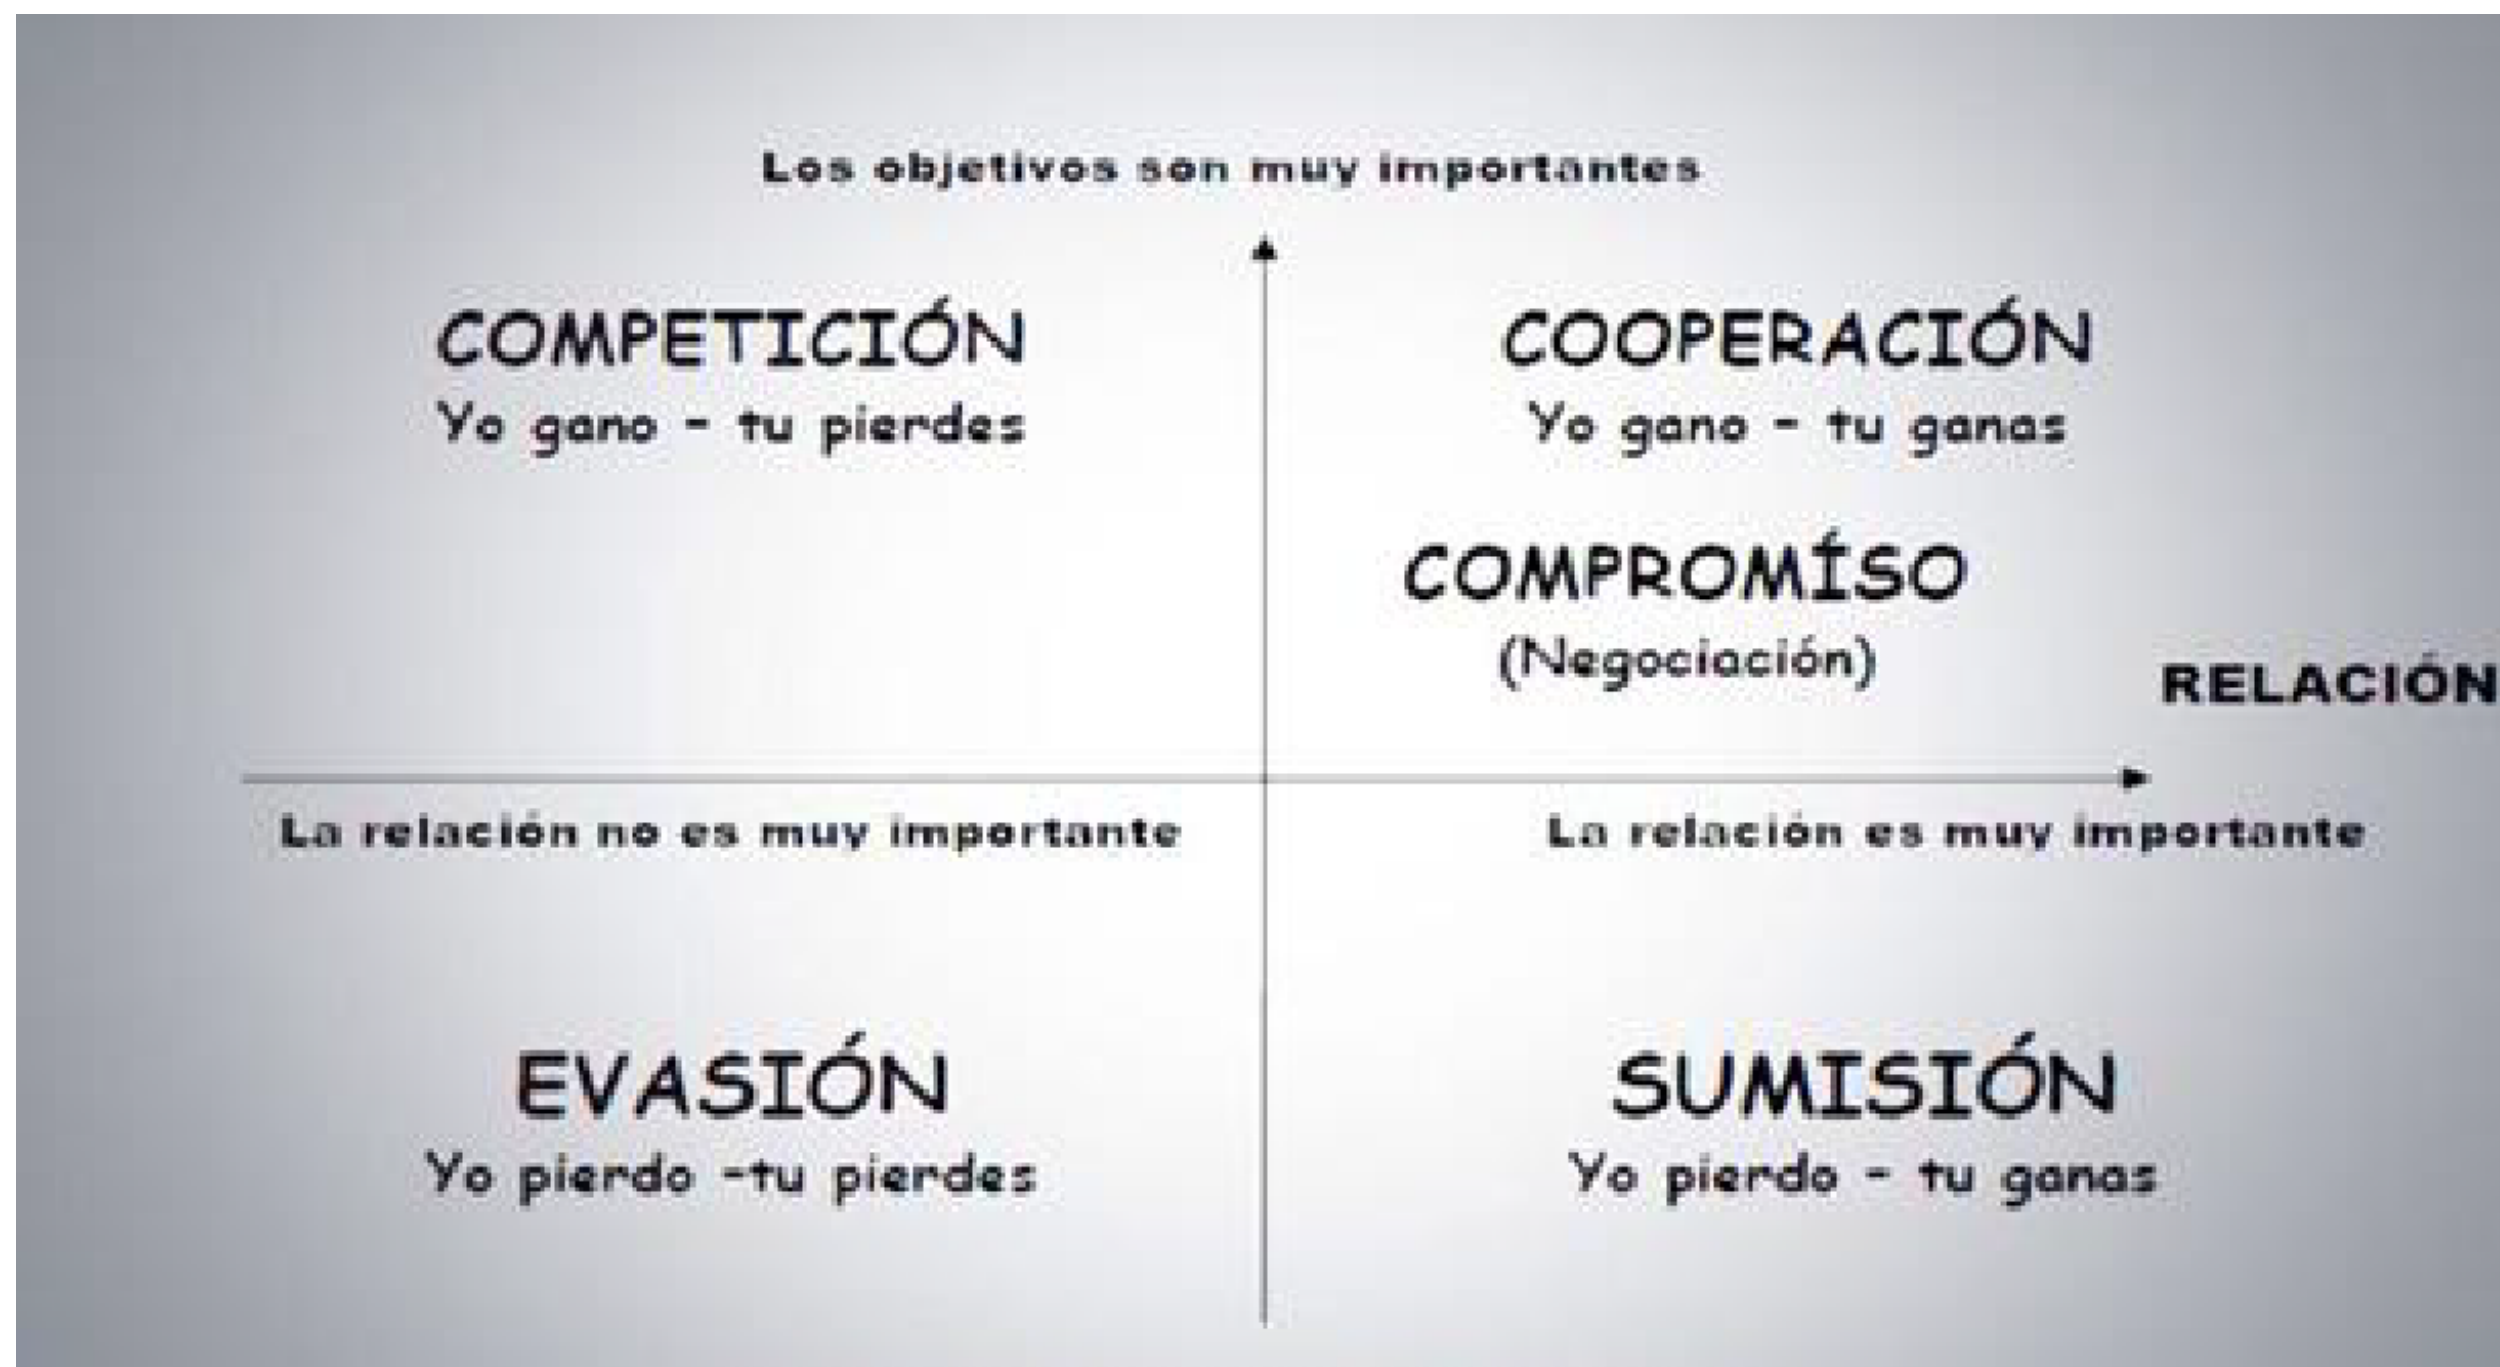 Los objetivos son muy importantes
COMPETICIÓN
Yo gano - tu pierdes
COOPERACIÓN
Yo gano - tu ganas
COMPROMÍSO
(Negociación)
RELACIÓN
La relación no es muy importante
La relación es muy importante
EVASIÓN
Yo pierdo -tu pierdes
SUMISIÓN
Yo pierdo - tu ganas